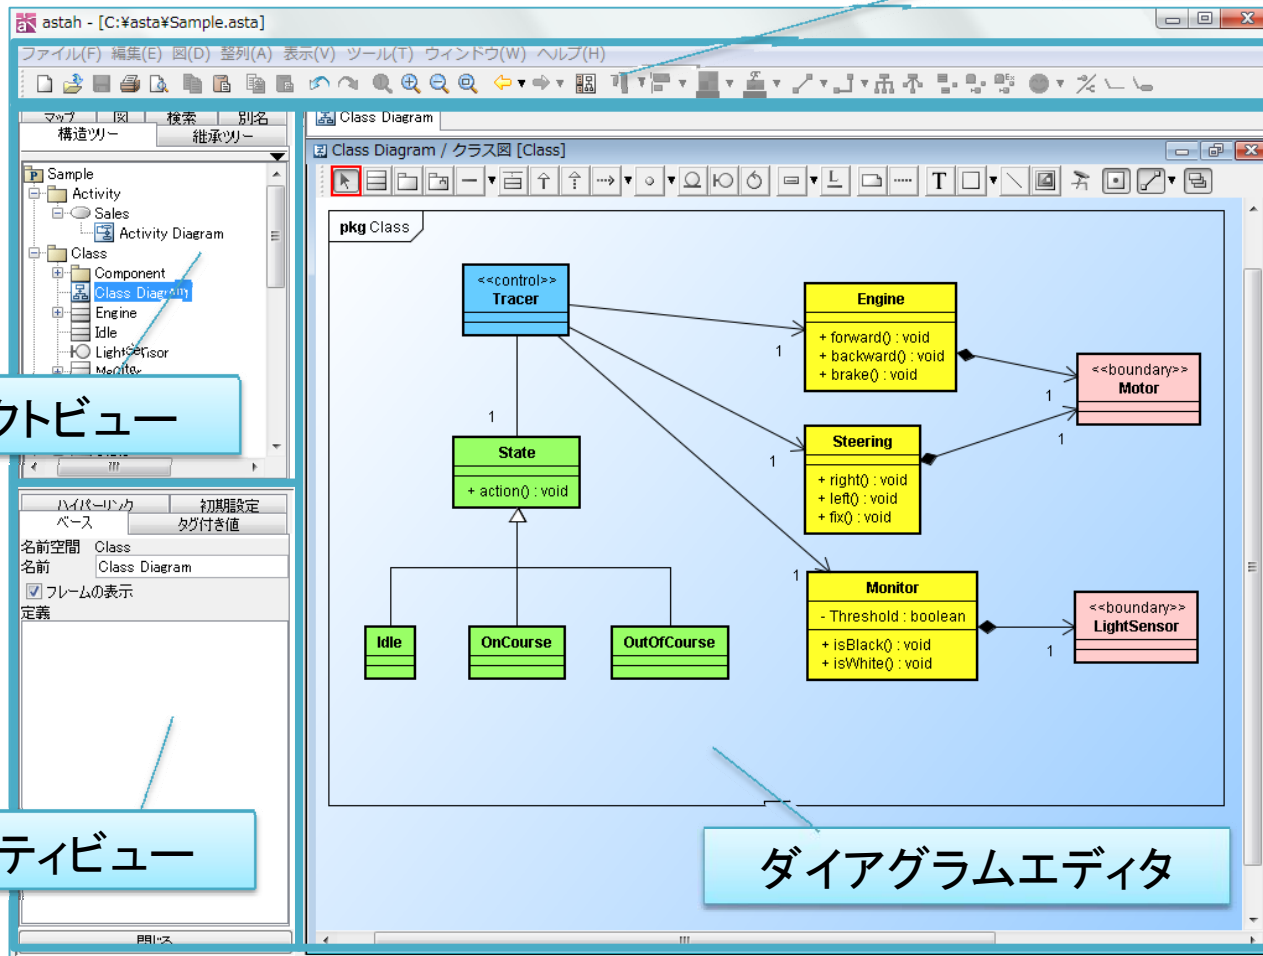 astah - [C:¥asta¥Sample.asta]
ファイル(F) 編集(E) 図(D) 整列(A) 表示(V) ツール(T) ウィンドウ(W) ヘルプ(H)
マップ 図 検索 別名
構造ツリー 継承ツリー
Sample
Activity
Sales
Activity Diagram
Class
Component
Class Diagram
Engine
Idle
LightSensor
Monitor
クトビュー
ハイパーリンク 初期設定
ベース タグ付き値
名前空間 Class
名前 Class Diagram
フレームの表示
定義
ティビュー
閉じる
Class Diagram
Class Diagram / クラス図 [Class]
T
pkg Class
<<control>>
Tracer
1
State
+ action() : void
Idle
OnCourse
OutOfCourse
Engine
+ forward() : void
+ backward() : void
+ brake() : void
1
Steering
+ right() : void
+ left() : void
+ fix() : void
1
<<boundary>>
Motor
1
1
Monitor
- Threshold : boolean
+ isBlack() : void
+ isWhite() : void
1
<<boundary>>
LightSensor
1
ダイアグラムエディタ